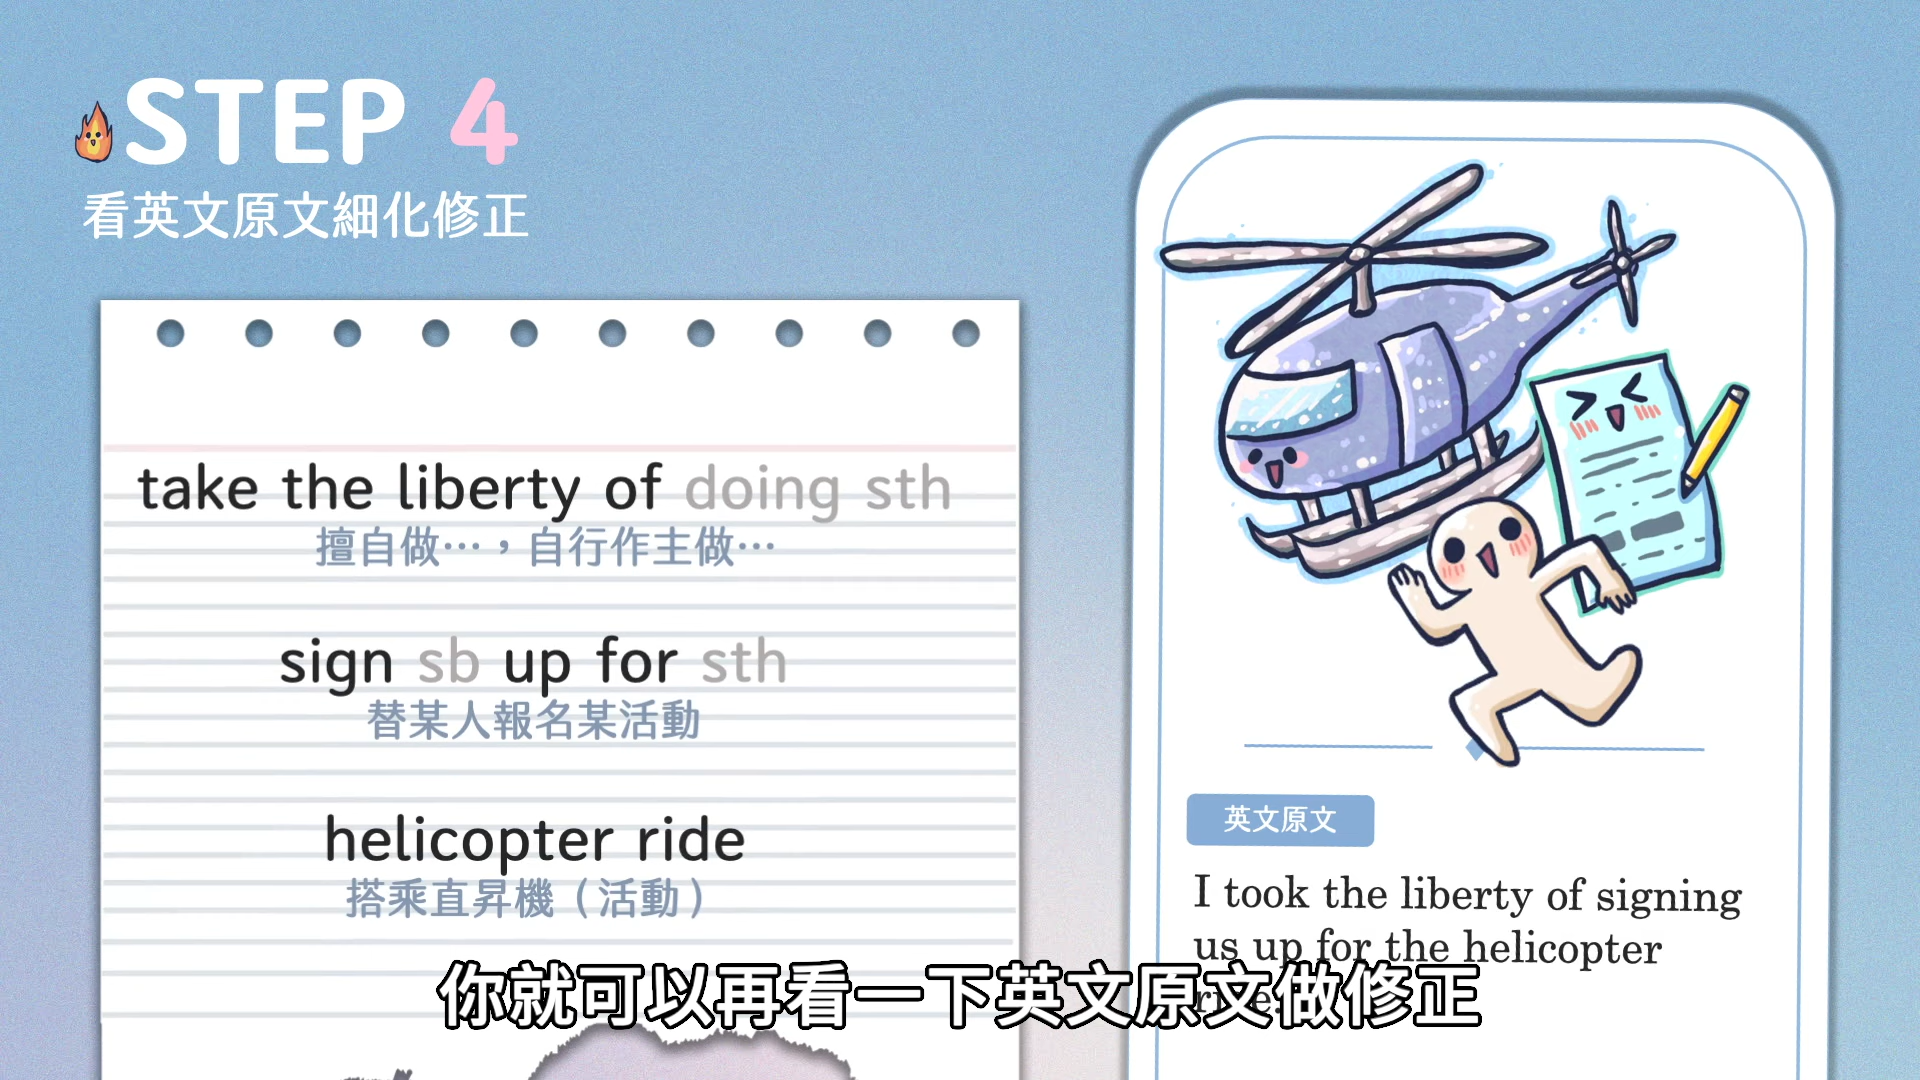 STEP 4
看英文原文細化修正
take the liberty of doing sth
擅自做…，自行作主做…
sign sb up for sth
替某人報名某活動
helicopter ride
搭乘直昇機（活動）
英文原文
I took the liberty of signing
us up for the helicopter
你就可以再看一下英文原文做修正